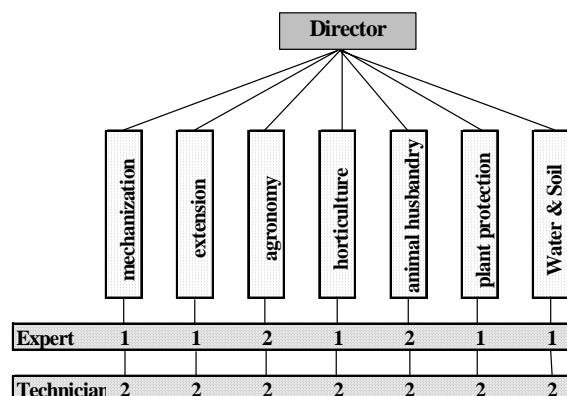 Director
mechanization
extension
agronomy
horticulture
animal husbandry
plant protection
Water & Soil
Expert 1 1 2 1 2 1 1
Technician 2 2 2 2 2 2 2